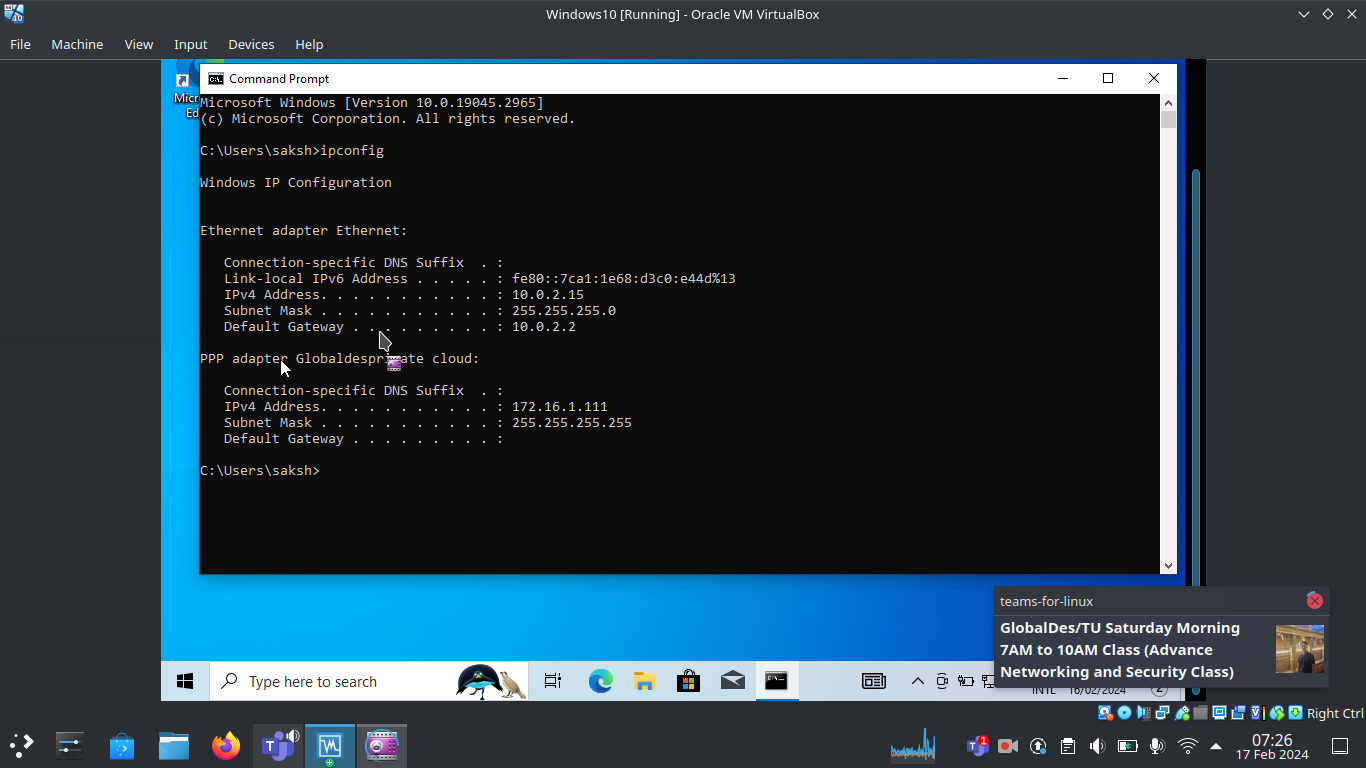 Windows10 [Running] - Oracle VM VirtualBox
File Machine View Input Devices Help
Command Prompt
Micr
Ed
Microsoft Windows [Version 10.0.19045.2965]
(c) Microsoft Corporation. All rights reserved.
C:\Users\saksh>ipconfig
Windows IP Configuration
Ethernet adapter Ethernet:
Connection-specific DNS Suffix . :
Link-local IPv6 Address . . . . . : fe80::7ca1:1e68:d3c0:e44d%13
IPv4 Address. . . . . . . . . . . : 10.0.2.15
Subnet Mask . . . . . . . . . . . : 255.255.255.0
Default Gateway . . . . . . . . . : 10.0.2.2
PPP adapter cloud:
Connection-specific DNS Suffix . :
IPv4 Address. . . . . . . . . . . : 172.16.1.111
Subnet Mask . . . . . . . . . . . : 255.255.255.255
Default Gateway . . . . . . . . . :
C:\Users\saksh>
teams-for-linux
GlobalDes/TU Saturday Morning
7AM to 10AM Class (Advance
Networking and Security Class)
Type here to search
INTL 16/02/2024 2
Right Ctrl
1
07:26
17 Feb 2024